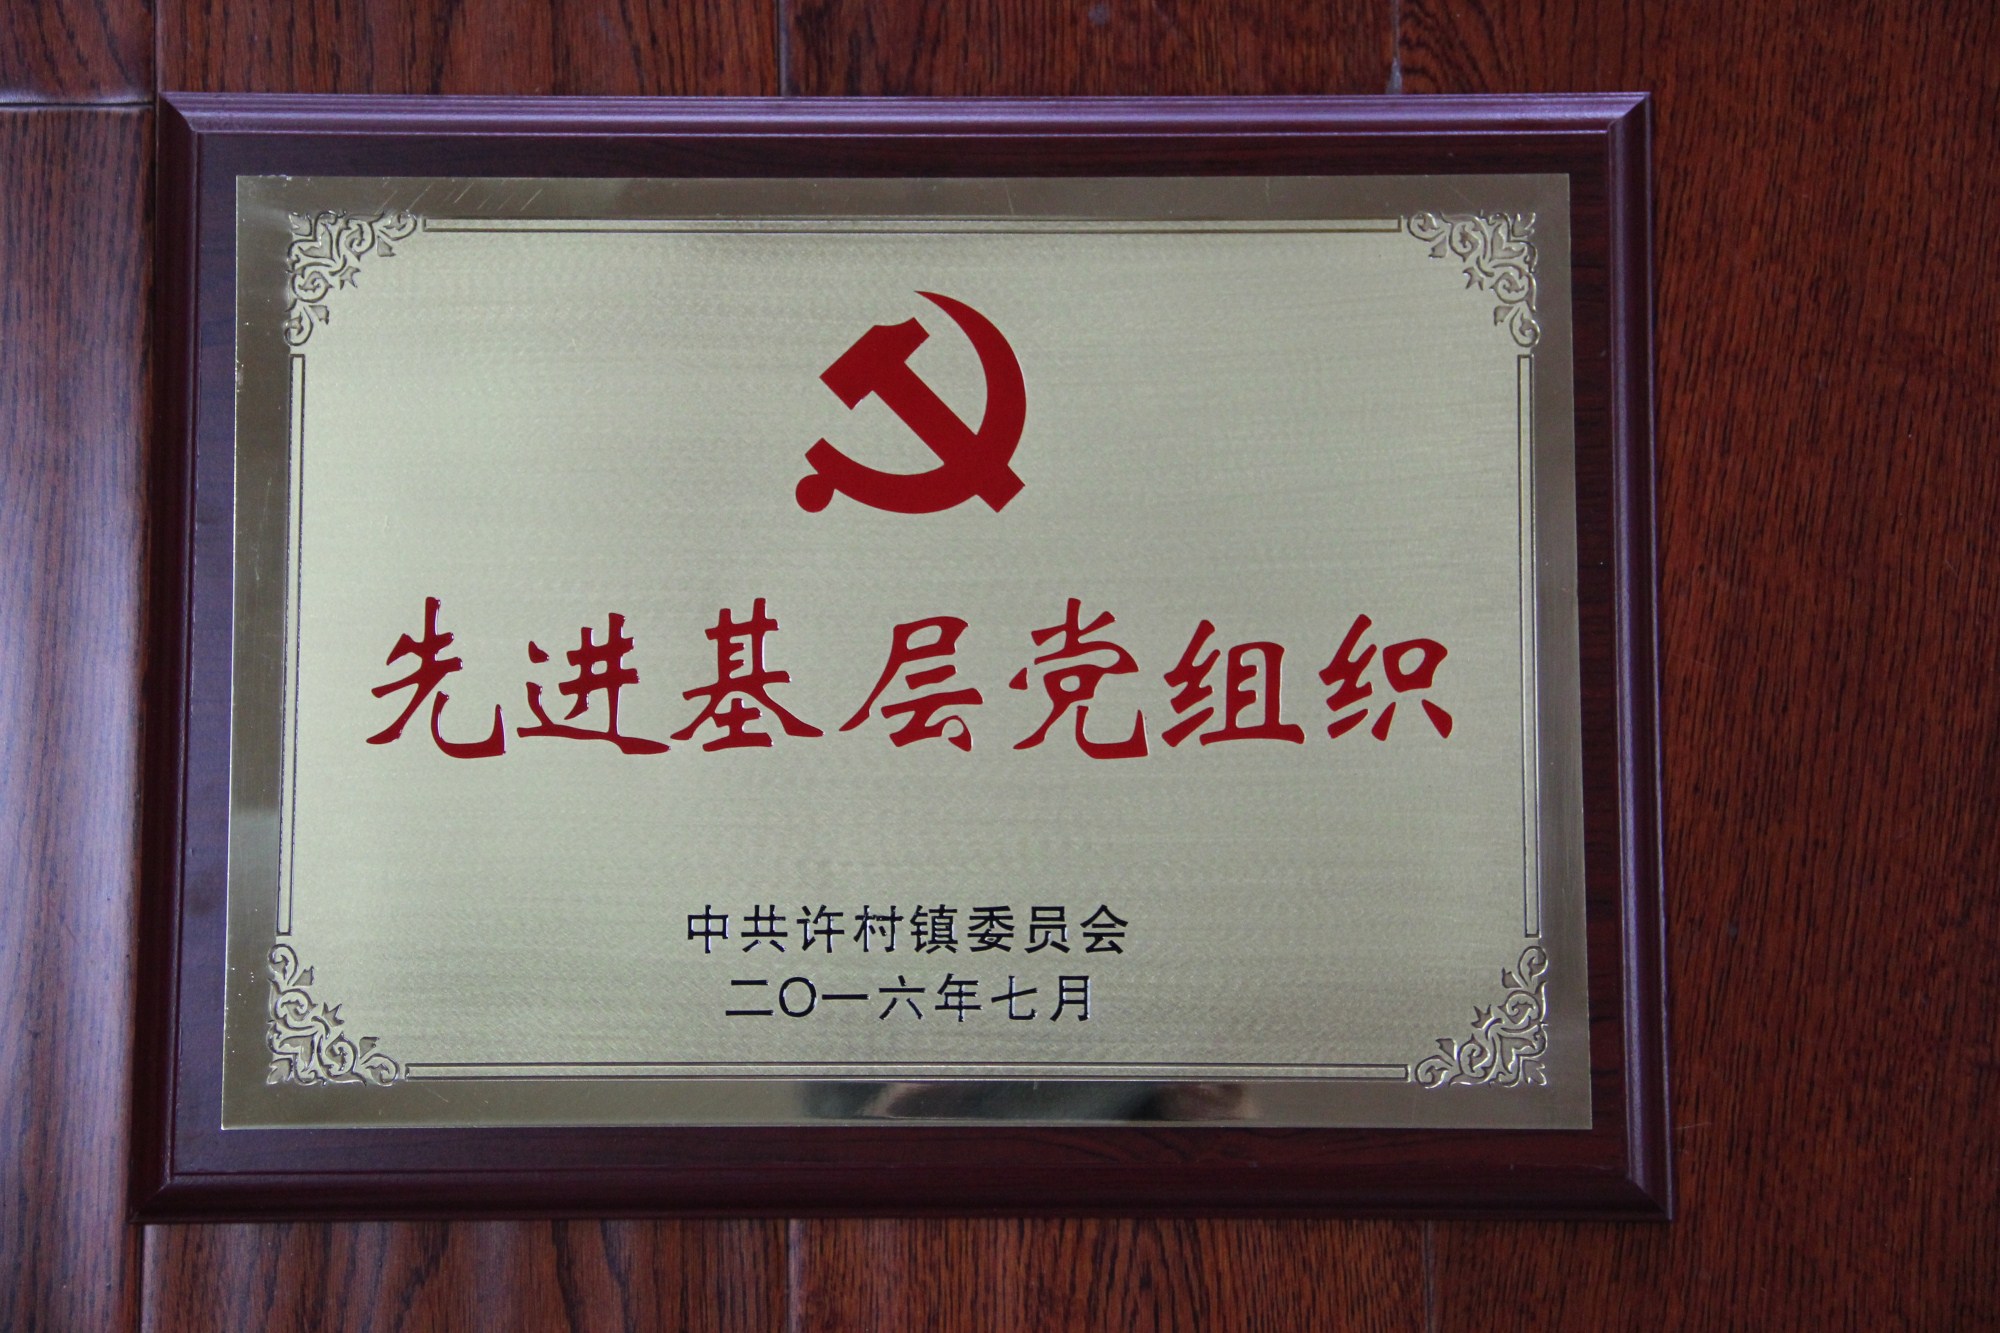 先进基层党组织
中共许村镇委员会
二〇一六年七月